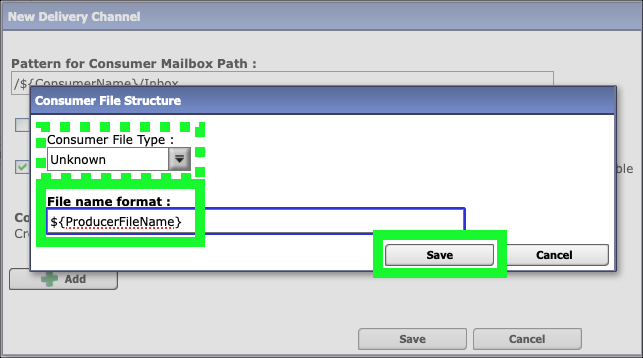 New Delivery Channel
Pattern for Consumer Mailbox Path :
/${ConsumerName}/Inbox
Consumer File Structure
Consumer File Type :
Unknown
ble
File name format :
${ProducerFileName}
Co
Cre
Save
Cancel
Add
Save
Cancel